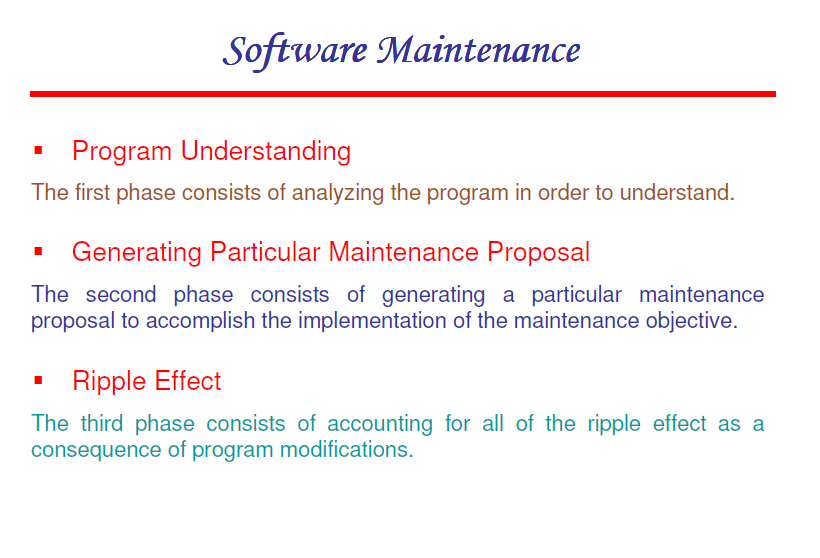 Software Maintenance
▪ Program Understanding
The first phase consists of analyzing the program in order to understand.
▪ Generating Particular Maintenance Proposal
The second phase consists of generating a particular maintenance
proposal to accomplish the implementation of the maintenance objective.
▪ Ripple Effect
The third phase consists of accounting for all of the ripple effect as a
consequence of program modifications.